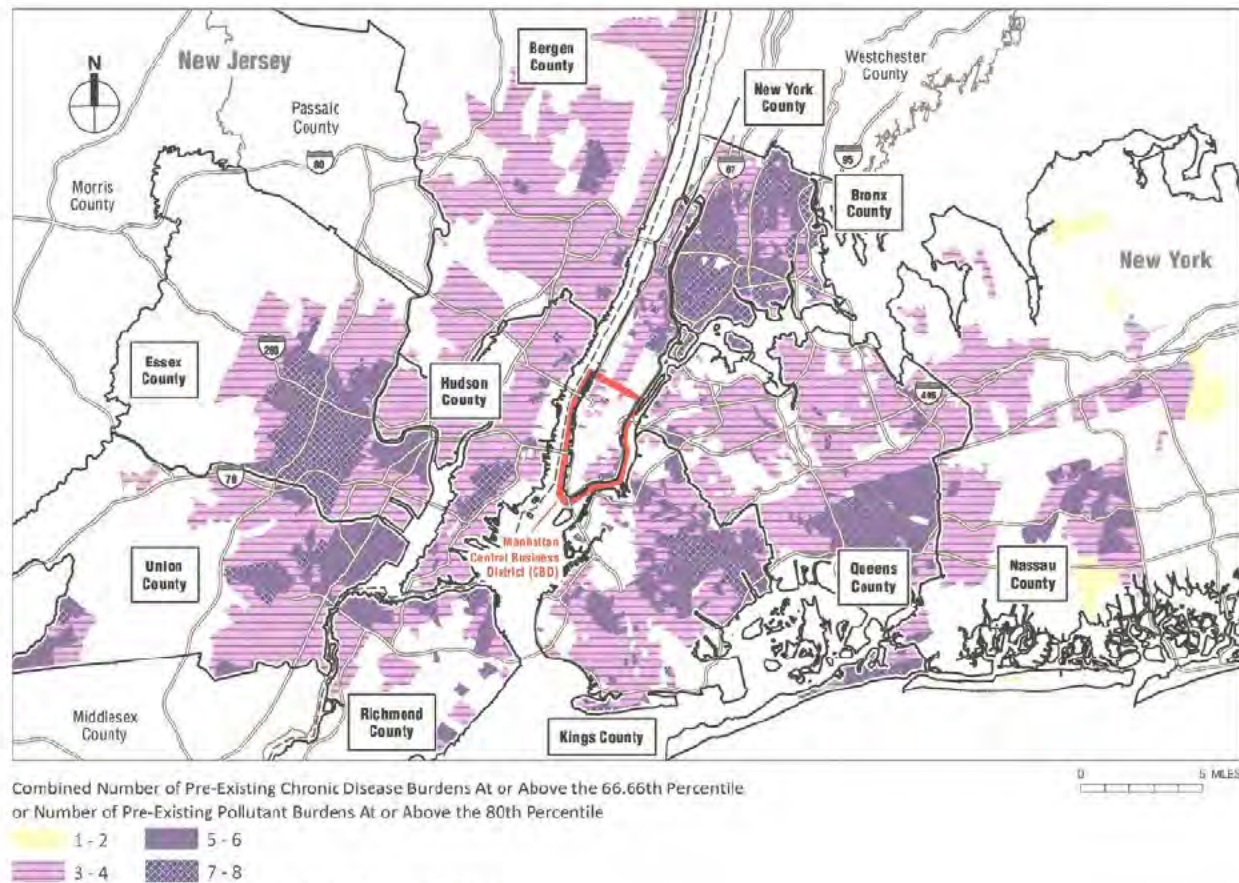 Bergen
County
New Jersey
N
Westchester
County
New York
County
Passaic
County
80
87
95
Morris
County
Bronx
County
New York
Essex
County
280
Hudson
County
495
78
Manhattan
Central Business
District (CBD)
Union
County
Queens
County
Nassau
County
Middlesex
County
Richmond
County
Kings County
0 5 MILES
Combined Number of Pre-Existing Chronic Disease Burdens At or Above the 66.66th Percentile
or Number of Pre-Existing Pollutant Burdens At or Above the 80th Percentile
1 - 2 5 - 6
3 - 4 7 - 8